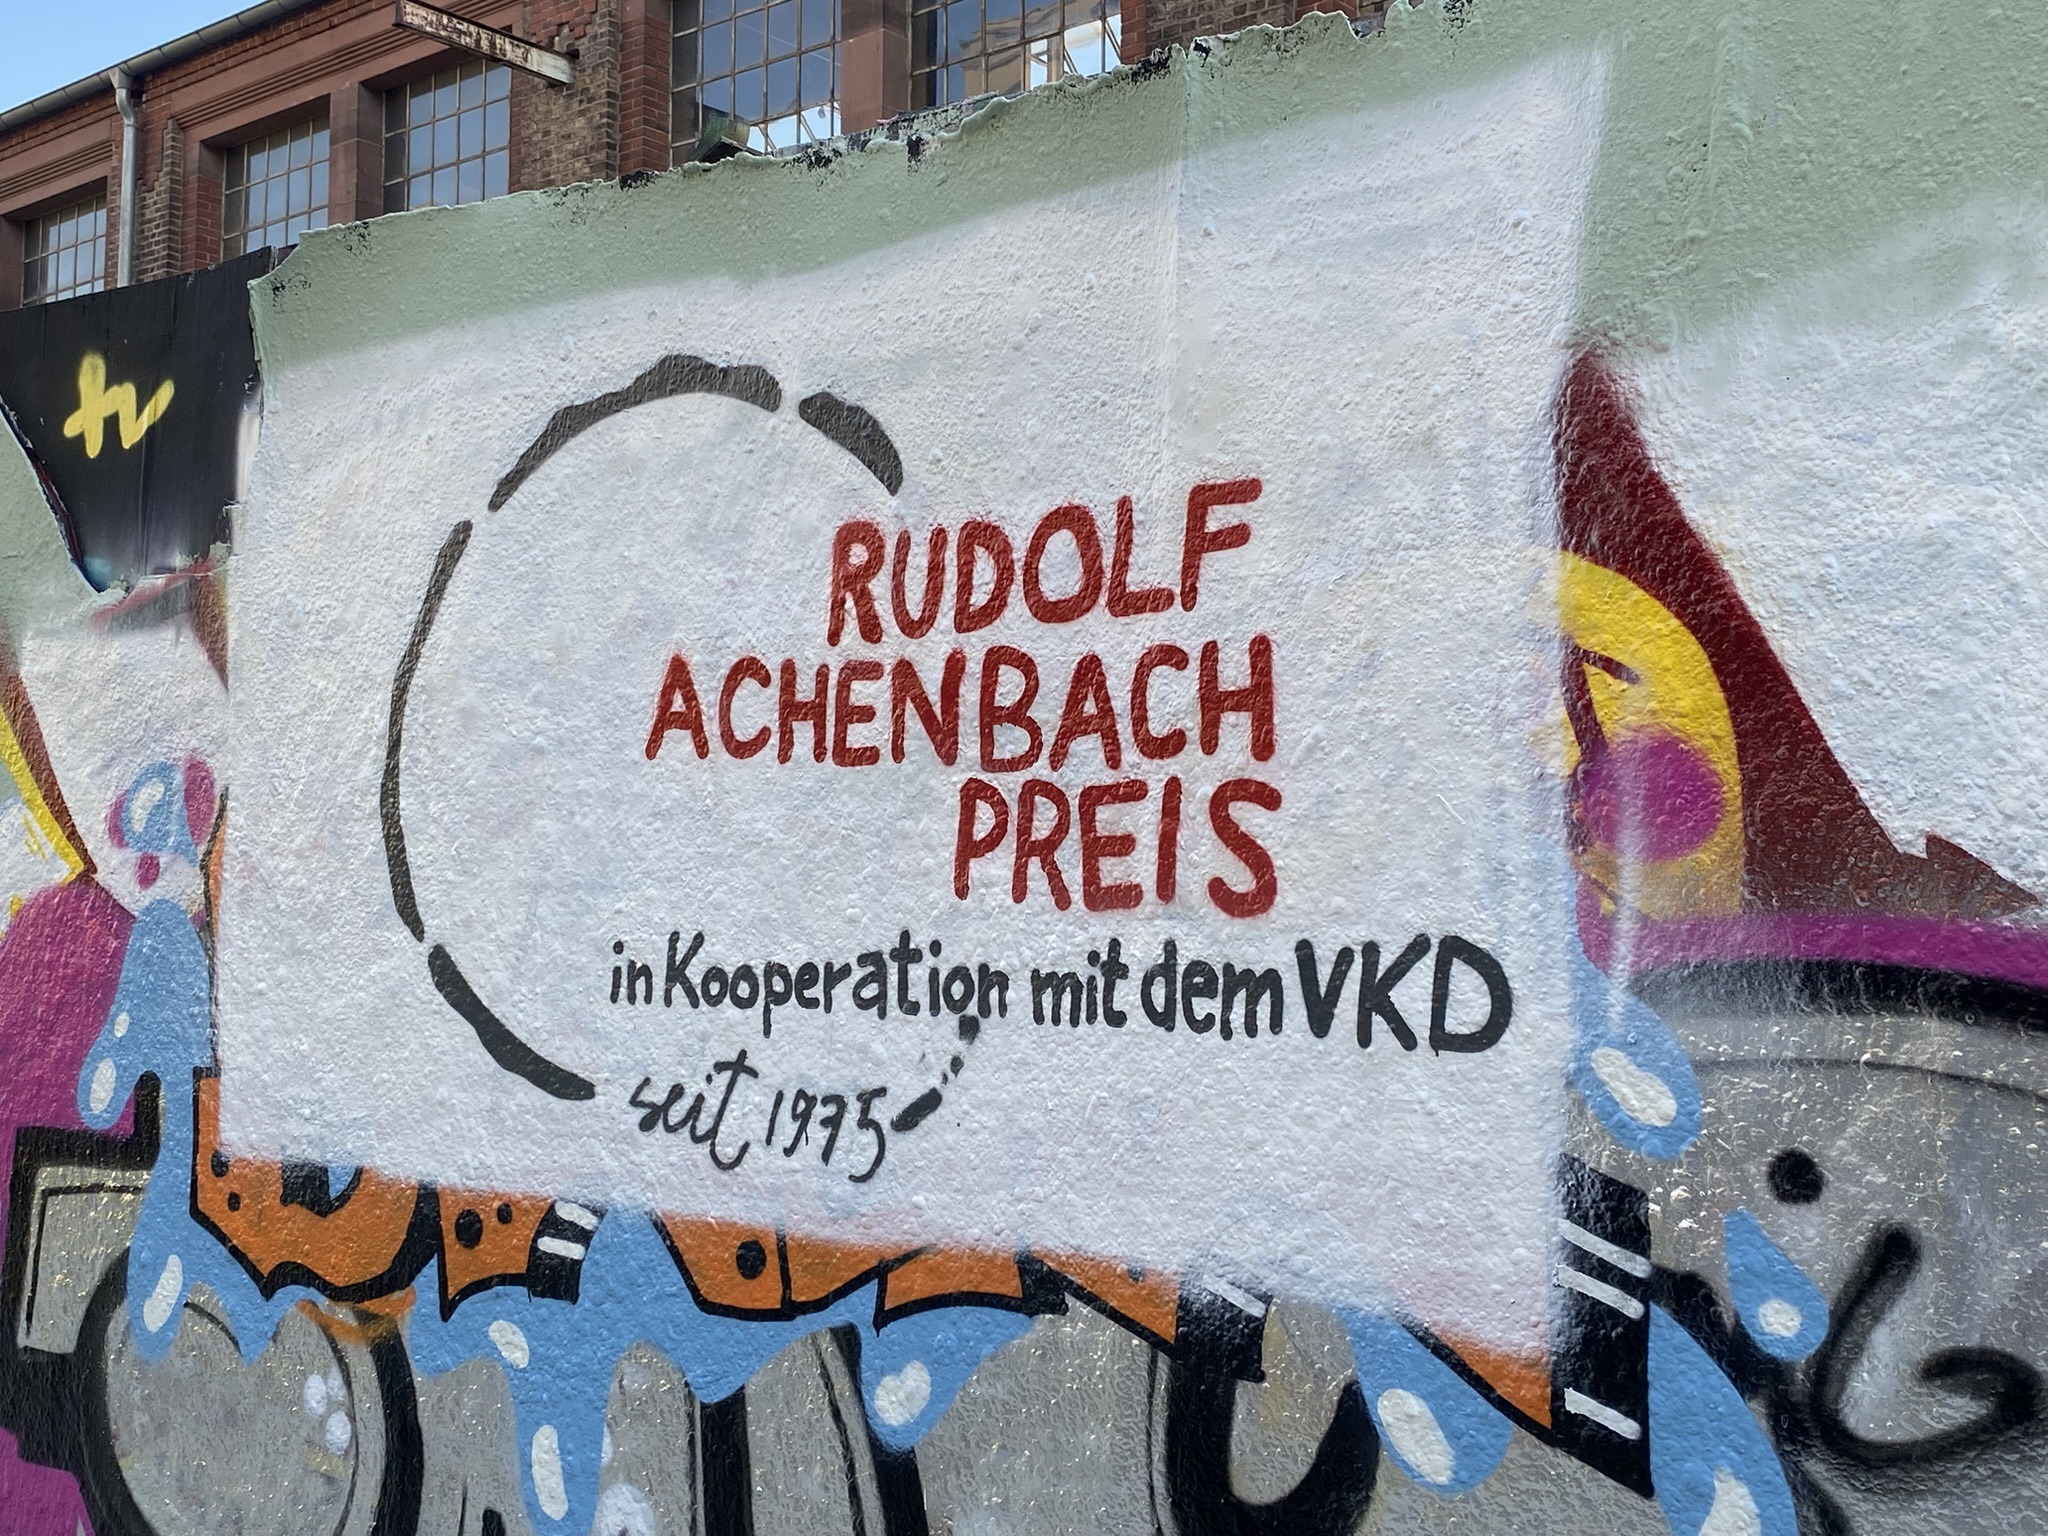 RUDOLF
ACHENBACH
PREIS
in Kooperation mit dem VKD
seit 1975